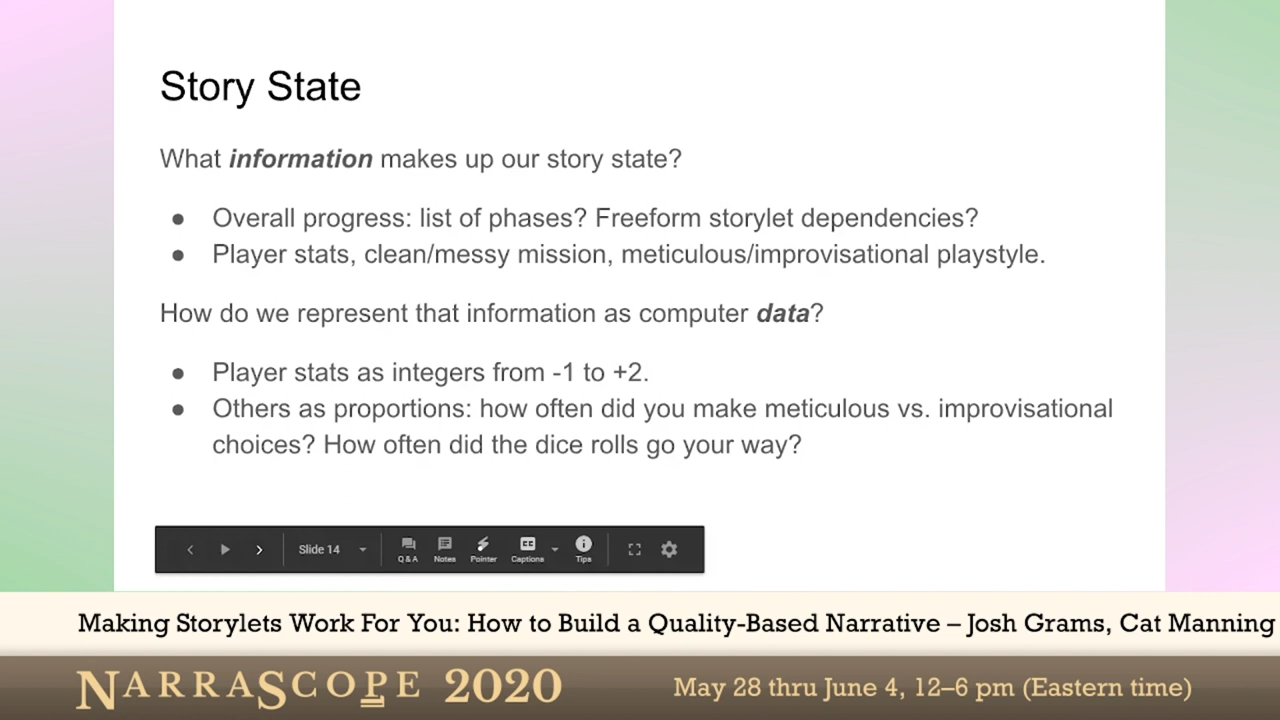 Story State
What information makes up our story state?
● Overall progress: list of phases? Freeform storylet dependencies?
● Player stats, clean/messy mission, meticulous/improvisational playstyle.
How do we represent that information as computer data?
● Player stats as integers from -1 to +2.
● Others as proportions: how often did you make meticulous vs. improvisational
choices? How often did the dice rolls go your way?
Slide 14
Q & A Notes Pointer Captions Tips
Making Storylets Work For You: How to Build a Quality-Based Narrative – Josh Grams, Cat Manning
NARRASCOPE 2020 May 28 thru June 4, 12–6 pm (Eastern time)